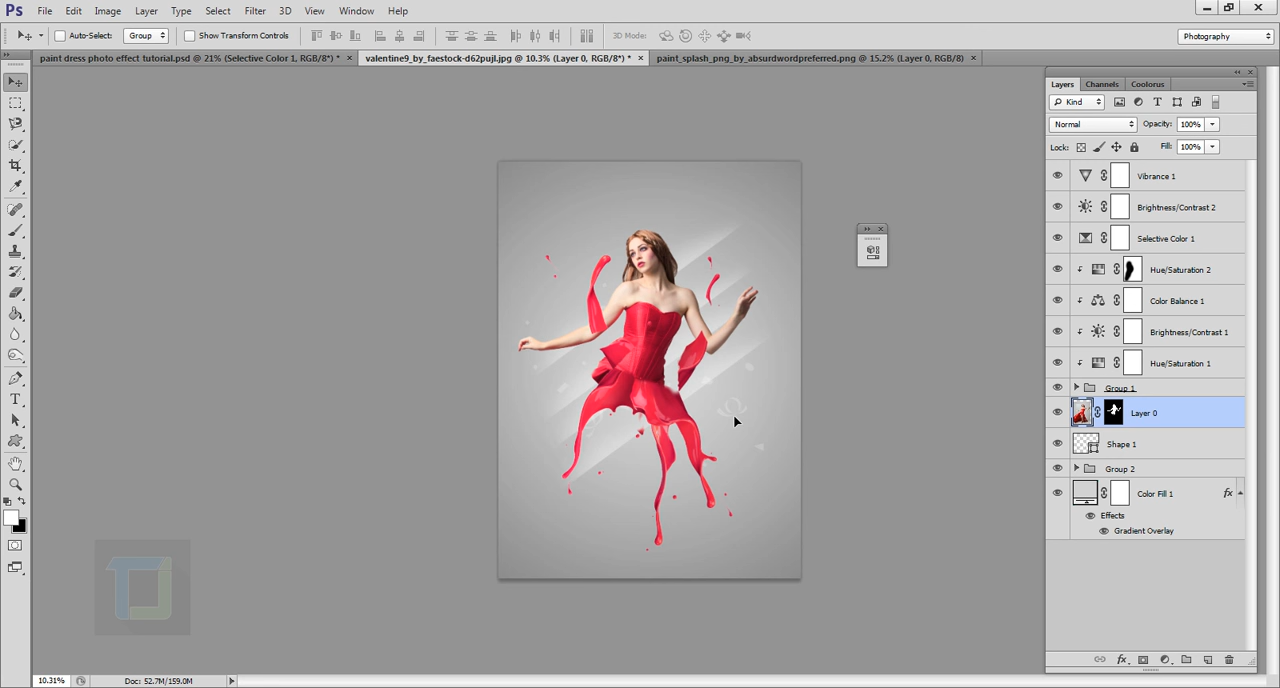 Ps File Edit Image Layer Type Select Filter 3D View Window Help
Auto-Select: Group Show Transform Controls 3D Mode: Photography
paint dress photo effect tutorial.psd @ 21% (Selective Color 1, RGB/8*) * × valentine9_by_faestock-d62pujl.jpg @ 10.3% (Layer 0, RGB/8*) * × paint_splash_png_by_absurdwordpreferred.png @ 15.2% (Layer 0, RGB/8) ×
Layers Channels Coolorus
Kind
Normal Opacity: 100%
Lock: Fill: 100%
Vibrance 1
Brightness/Contrast 2
Selective Color 1
Hue/Saturation 2
Color Balance 1
Brightness/Contrast 1
Hue/Saturation 1
Group 1
Layer 0
Shape 1
Group 2
Color Fill 1 fx
Effects
Gradient Overlay
fx
10.31% Doc: 52.7M/159.0M